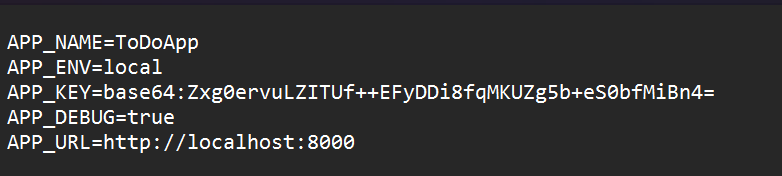 APP_NAME=ToDoApp
APP_ENV=local
APP_KEY=base64:Zxg0ervuLZITUf++EFyDDi8fqMKUZg5b+eS0bfMiBn4=
APP_DEBUG=true
APP_URL=http://localhost:8000